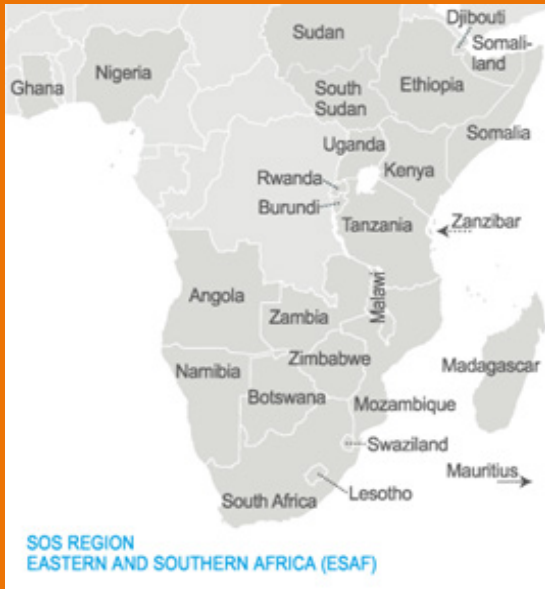 Djibouti
Sudan
Somali-
land
Nigeria
Ghana
Ethiopia
South
Sudan
Somalia
Uganda
Kenya
Rwanda
Burundi
Tanzania
Zanzibar
Malawi
Angola
Zambia
Zimbabwe
Madagascar
Namibia
Botswana
Mozambique
Swaziland
Mauritius
Lesotho
South Africa
SOS REGION
EASTERN AND SOUTHERN AFRICA (ESAF)